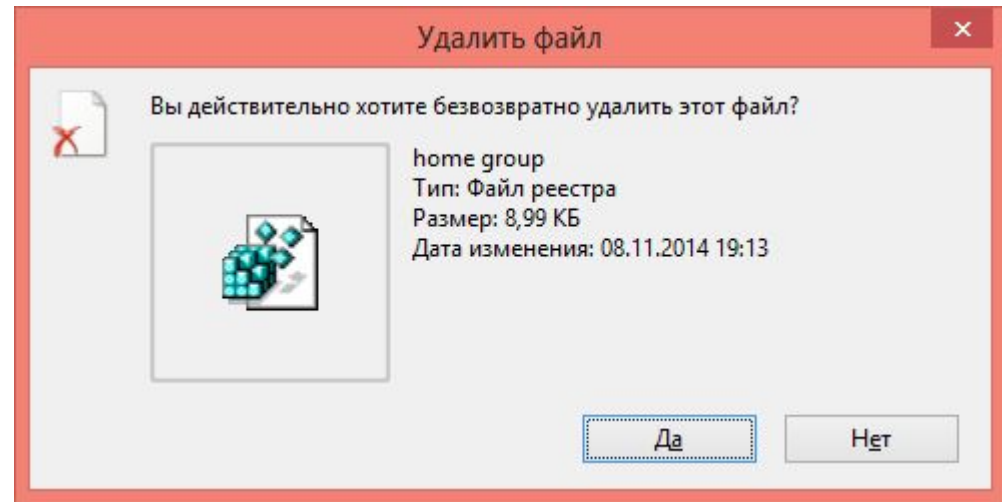 Удалить файл
Вы действительно хотите безвозвратно удалить этот файл?
home group
Тип: Файл реестра
Размер: 8,99 КБ
Дата изменения: 08.11.2014 19:13
Да
Нет